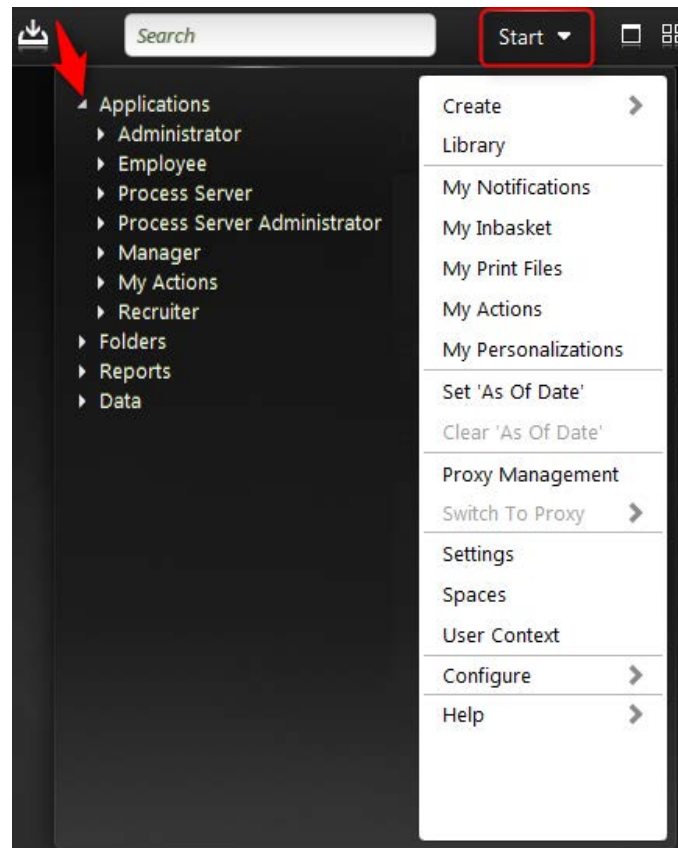 Search
Start
Applications
Administrator
Employee
Process Server
Process Server Administrator
Manager
My Actions
Recruiter
Folders
Reports
Data
Create
Library
My Notifications
My Inbasket
My Print Files
My Actions
My Personalizations
Set 'As Of Date'
Clear 'As Of Date'
Proxy Management
Switch To Proxy
Settings
Spaces
User Context
Configure
Help